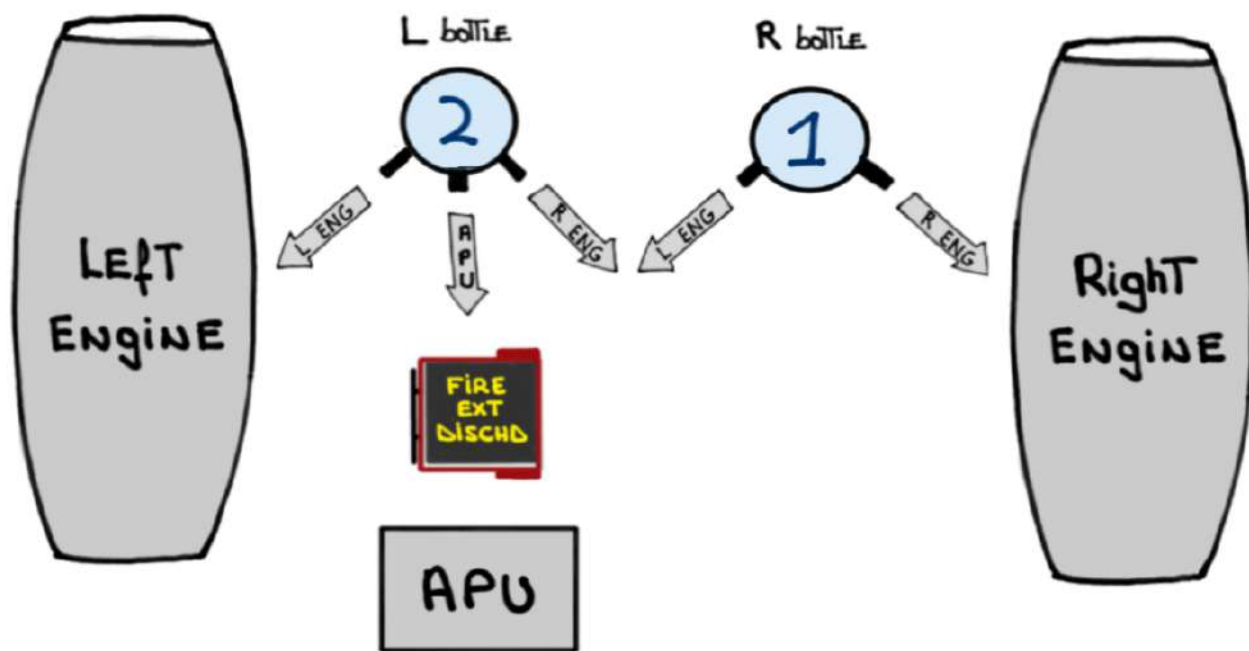 L bottle
R bottle
2
1
L ENG
APU
R ENG
L ENG
R ENG
LEfT
ENgiNE
FiRE
EXT
DiSCHD
RighT
ENgiNE
APU